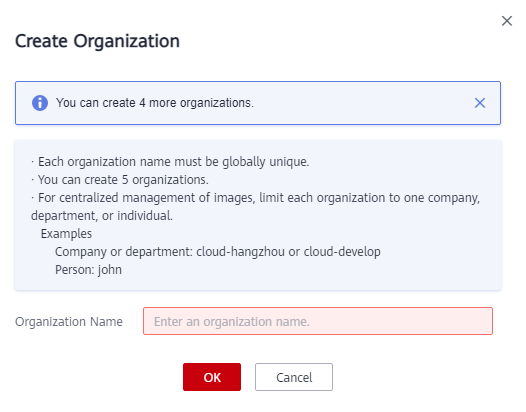 Create Organization
You can create 4 more organizations.
· Each organization name must be globally unique.
· You can create 5 organizations.
· For centralized management of images, limit each organization to one company,
department, or individual.
Examples
Company or department: cloud-hangzhou or cloud-develop
Person: john
Organization Name
Enter an organization name.
OK
Cancel